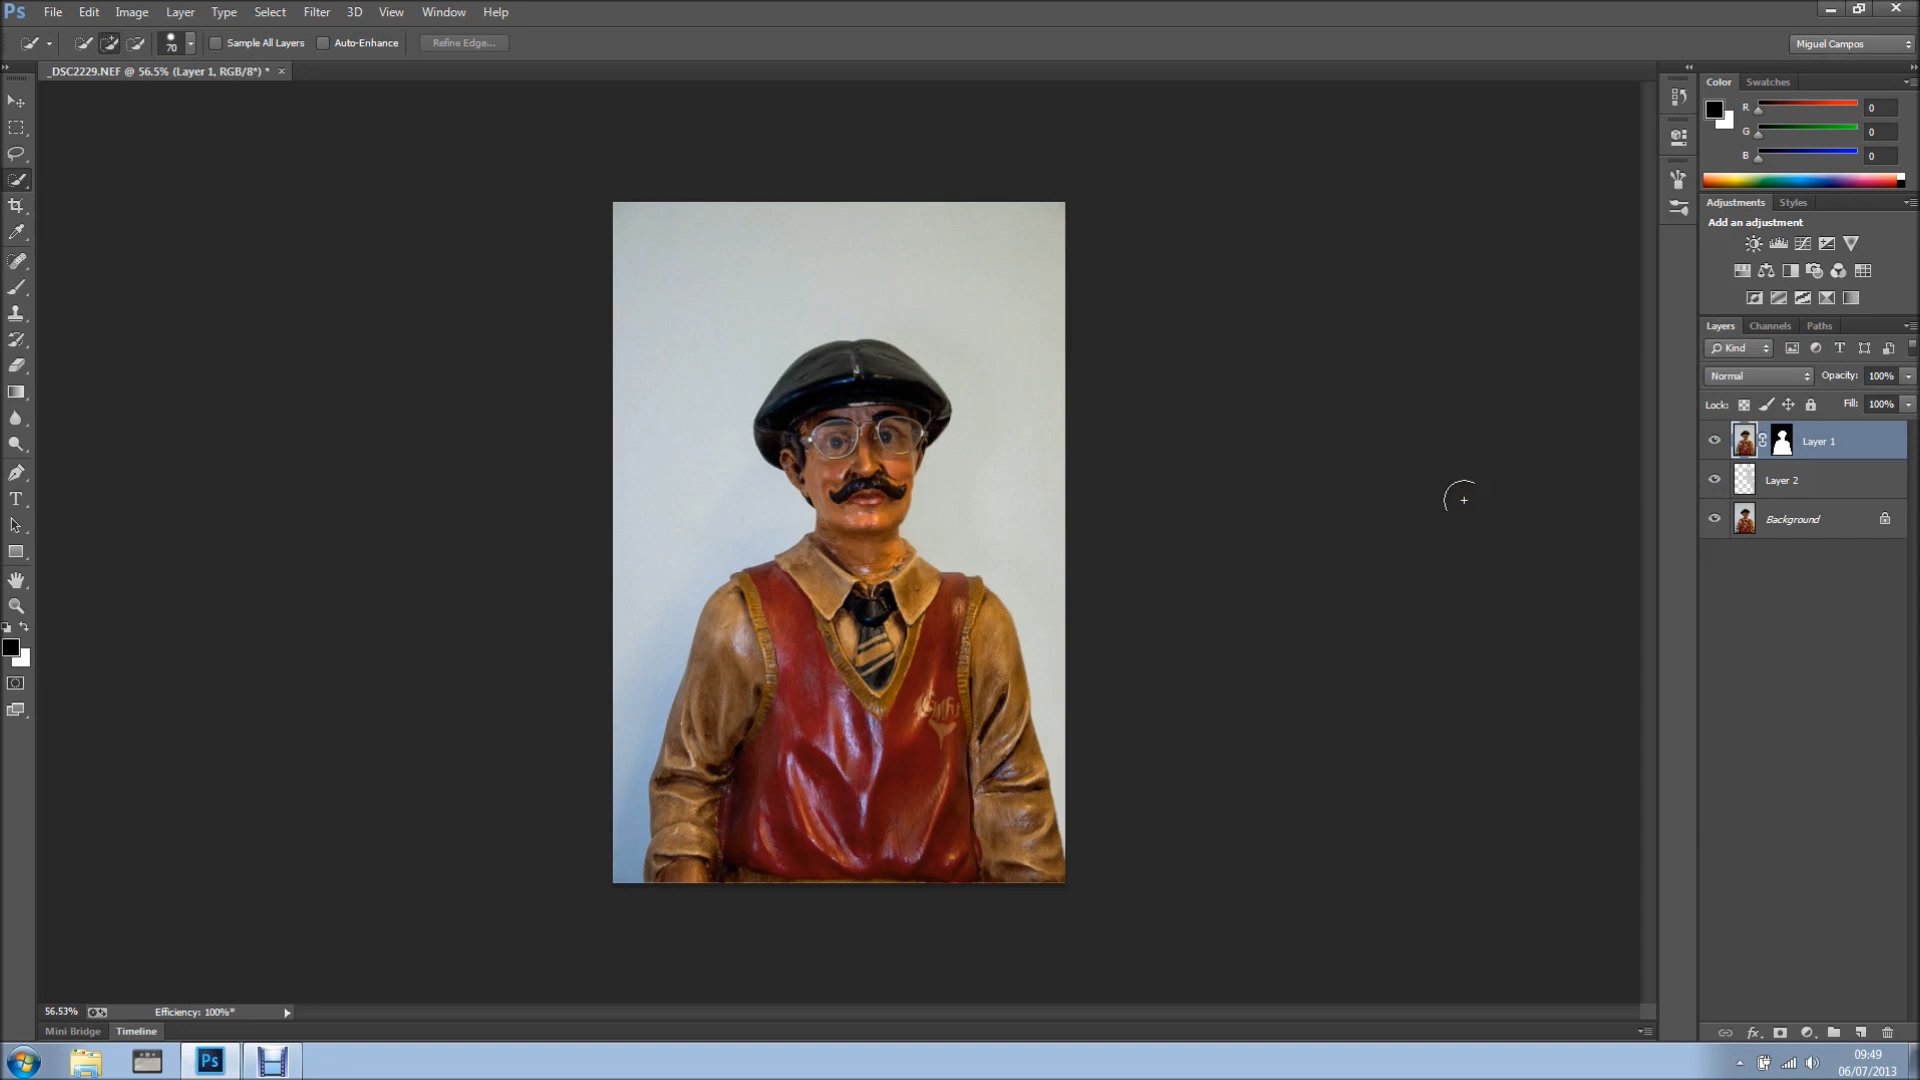 Ps File Edit Image Layer Type Select Filter 3D View Window Help
70 Sample All Layers Auto-Enhance Refine Edge... Miguel Campos
_DSC2229.NEF @ 56.5% (Layer 1, RGB/8*) * ×
Color Swatches
R 0
G 0
B 0
Adjustments Styles
Add an adjustment
Layers Channels Paths
Kind
Normal Opacity: 100%
Lock: Fill: 100%
Layer 1
Layer 2
Background
56.53% Efficiency: 100%*
Mini Bridge Timeline
Ps 09:49
06/07/2013